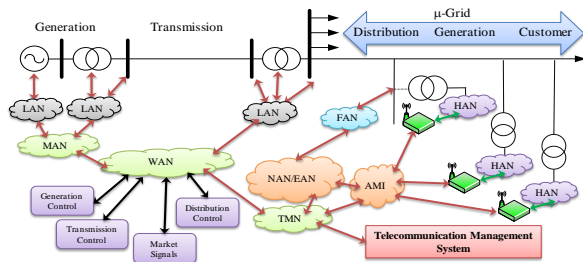 Generation
Transmission
μ-Grid
Distribution
Generation
Customer
LAN
LAN
LAN
HAN
FAN
MAN
WAN
HAN
NAN/EAN
AMI
HAN
Generation
Control
Distribution
Control
TMN
Transmission
Control
Market
Signals
Telecommunication Management
System